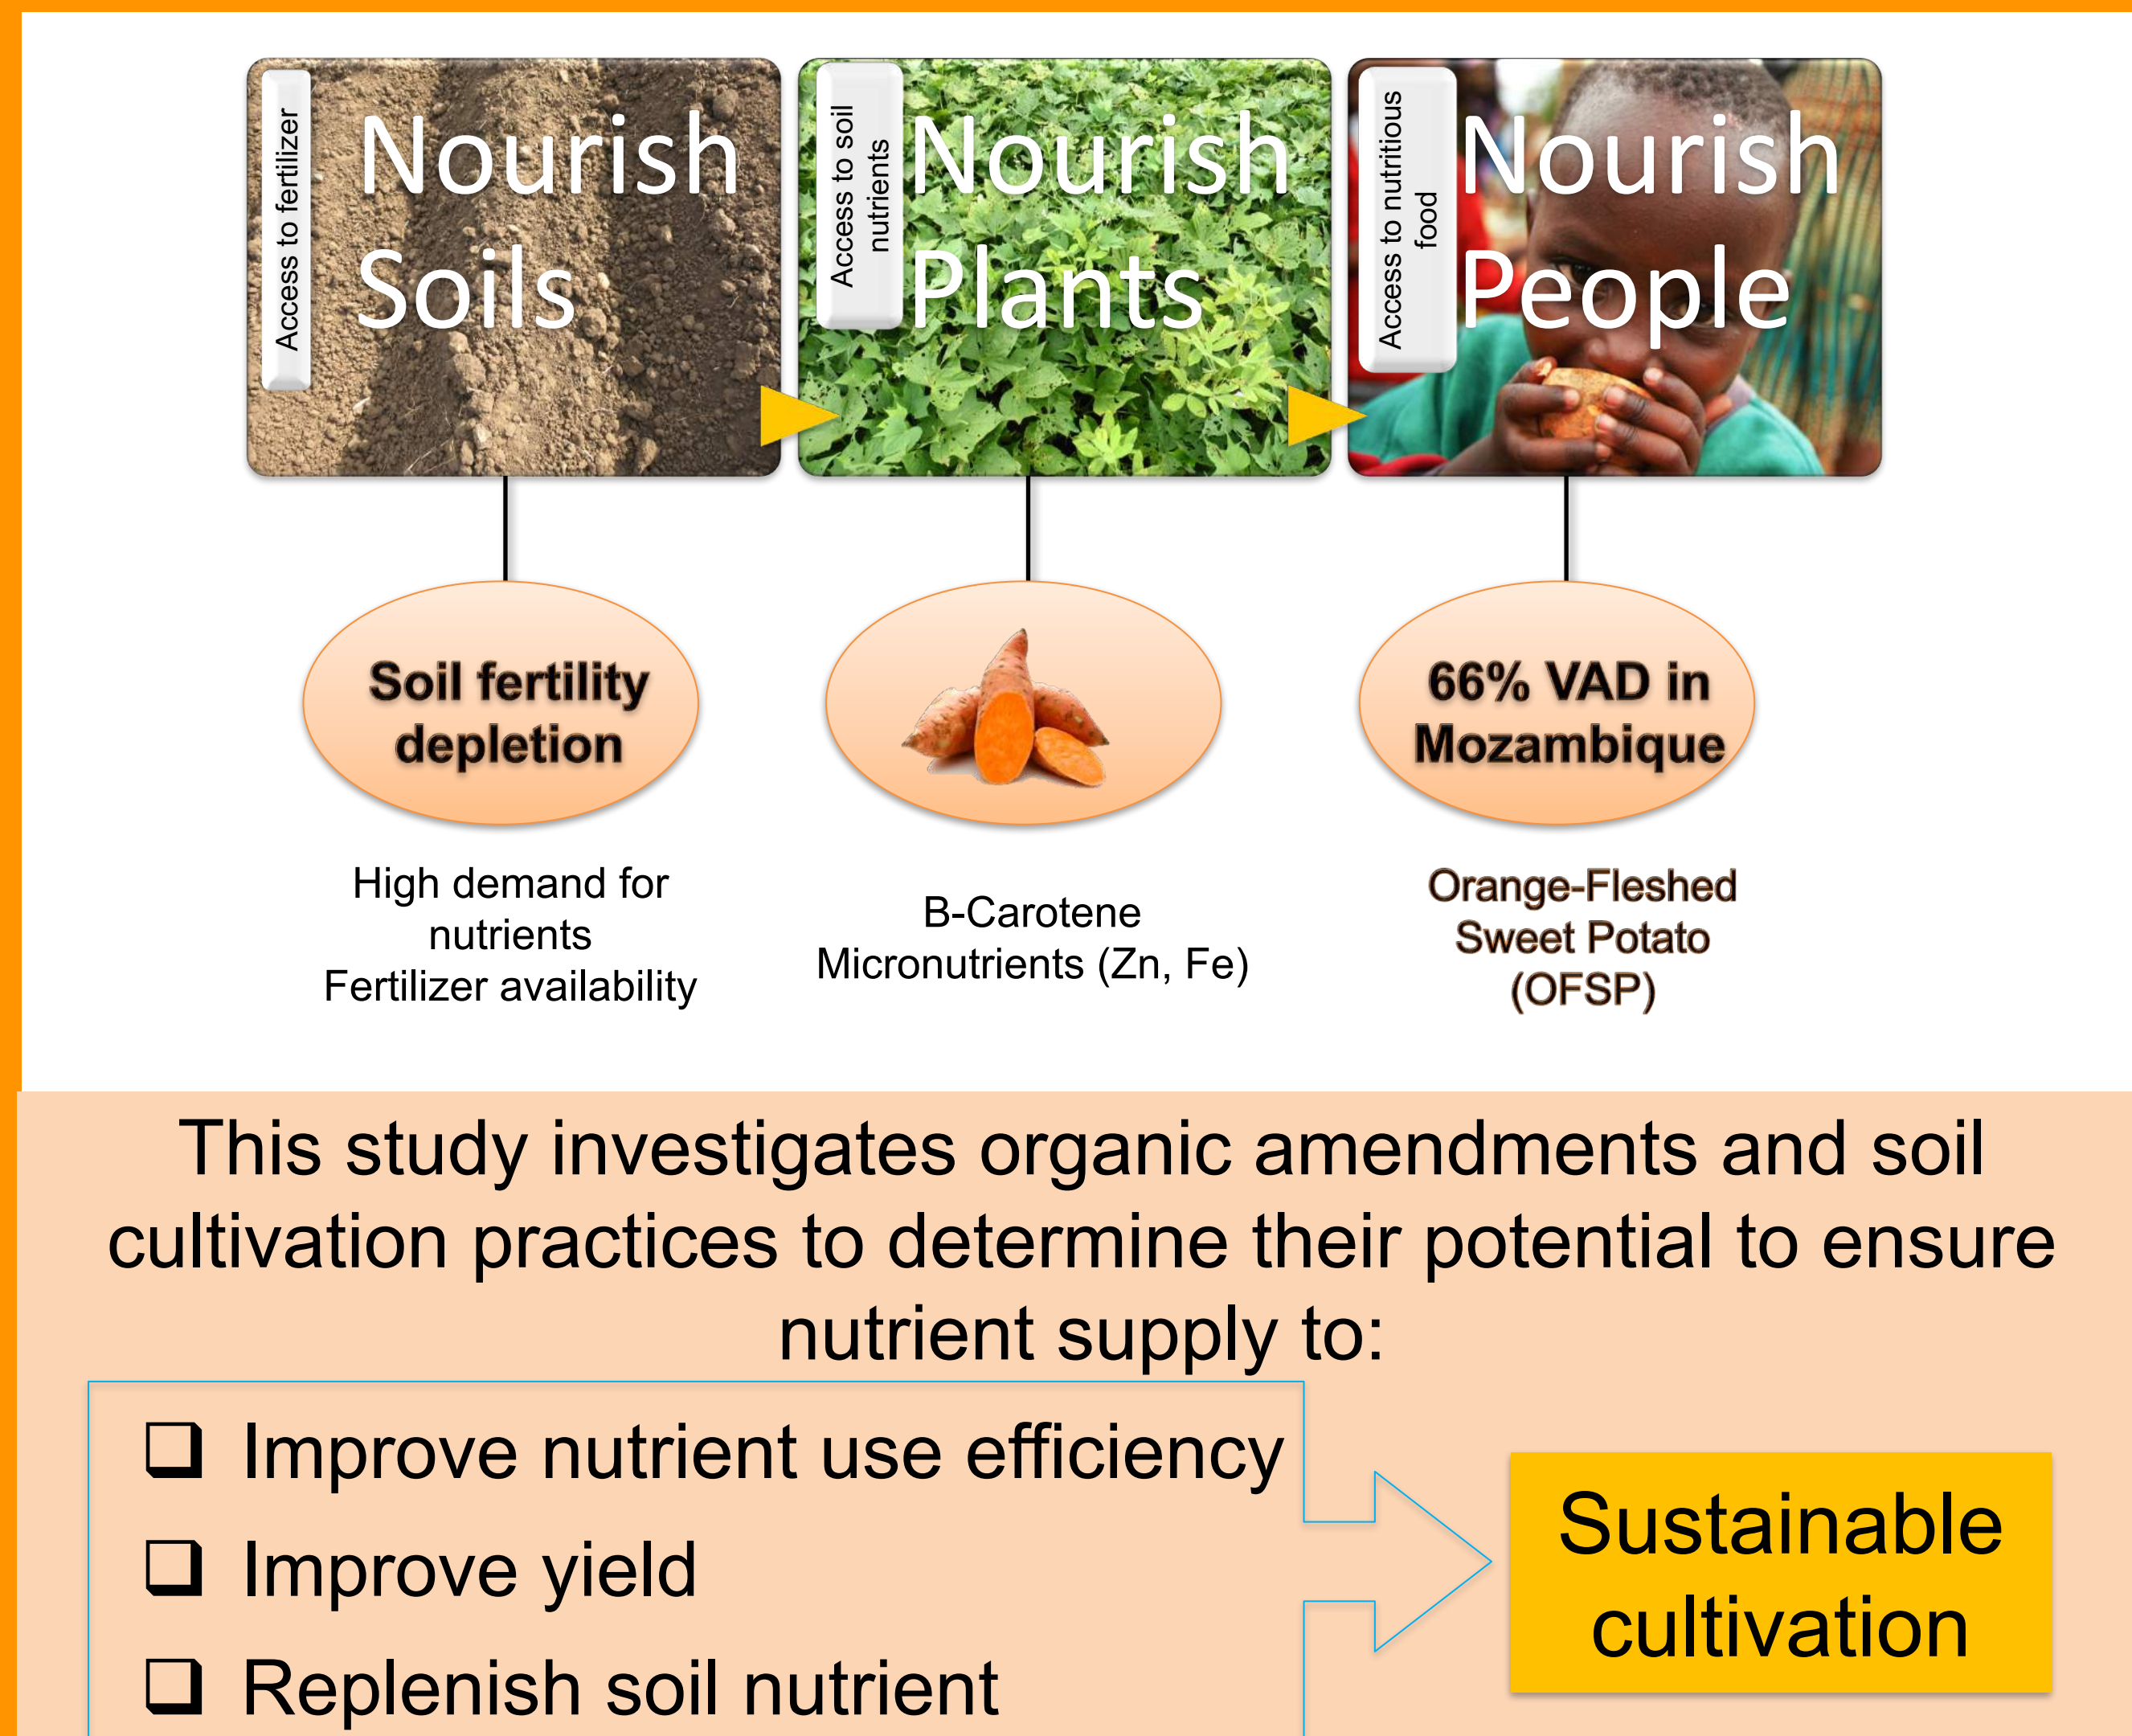 Access to fertilizer
Nourish
Soils
Access to soil
nutrients
Nourish
Plants
Access to nutritious
food
Nourish
People
Soil fertility
depletion
66% VAD in
Mozambique
High demand for
nutrients
Fertilizer availability
B-Carotene
Micronutrients (Zn, Fe)
Orange-Fleshed
Sweet Potato
(OFSP)
This study investigates organic amendments and soil
cultivation practices to determine their potential to ensure
nutrient supply to:
❑ Improve nutrient use efficiency
❑ Improve yield
❑ Replenish soil nutrient
Sustainable
cultivation